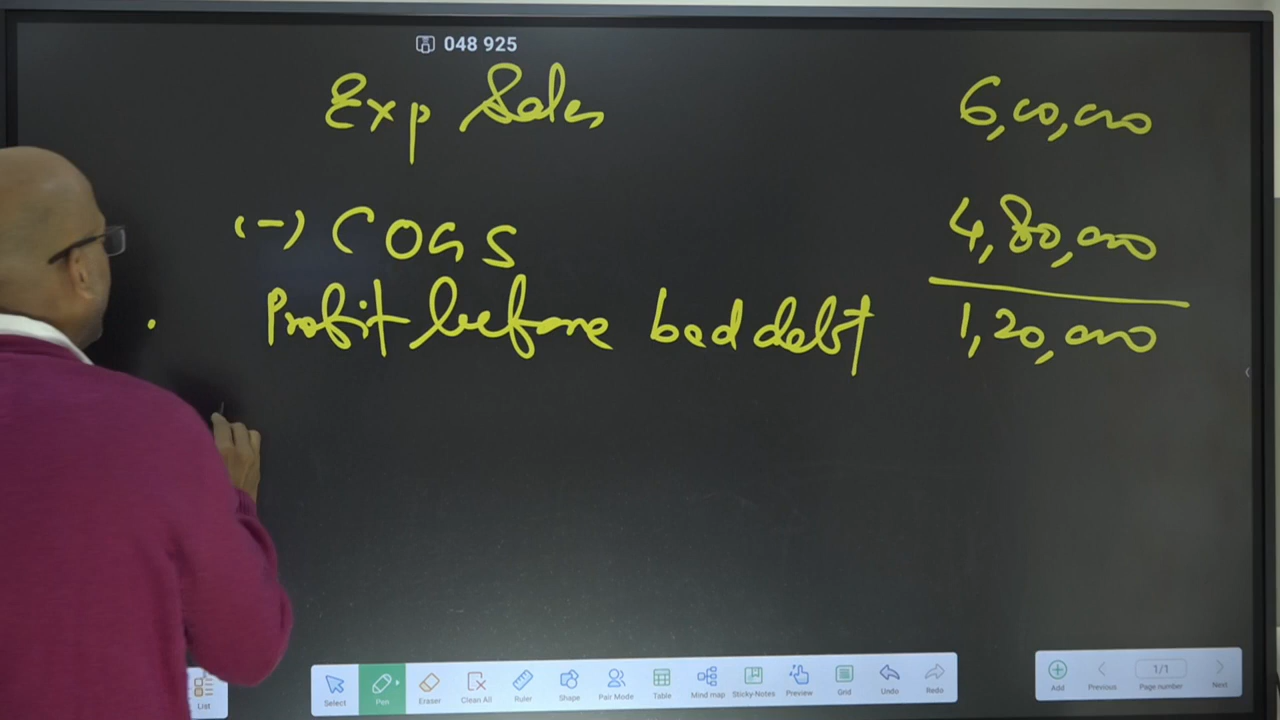 048 925
Exp Sales 6,00,000
(-) COGS 4,80,000
Profit before bad debt 1,20,000
List
Select Pen Eraser Clean All Ruler Shape Pair Mode Table Mind map Sticky-Notes Preview Grid Undo Redo
Add Previous 1/1 Page number Next